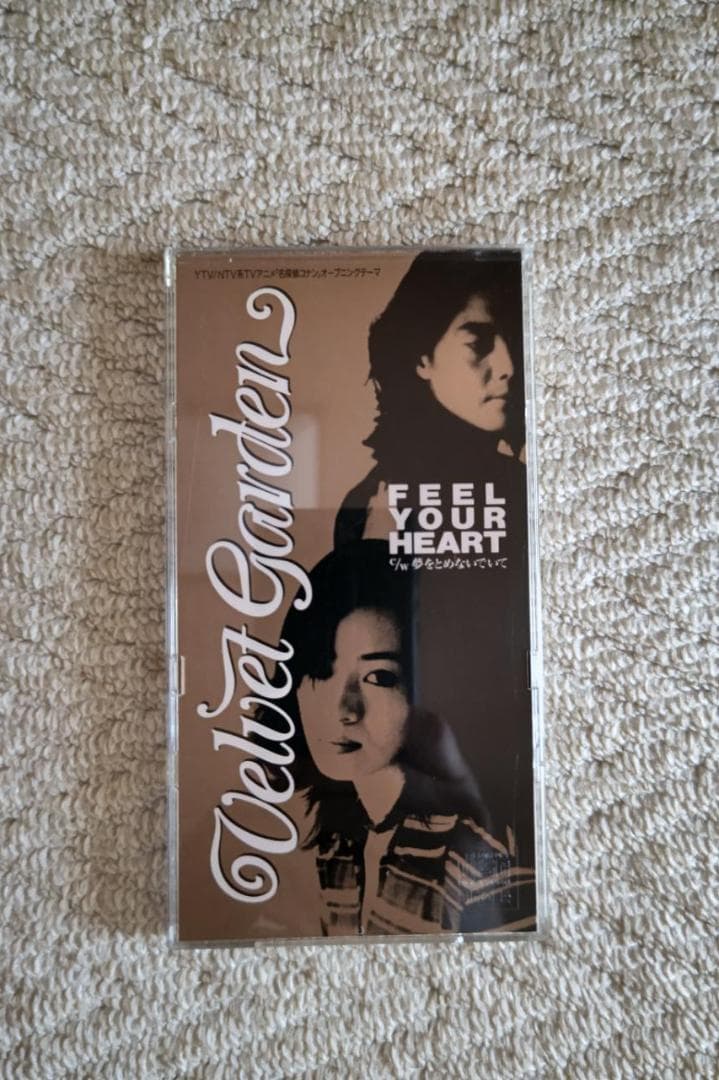 YTV/NTV系TVアニメ「名探偵コナン」オープニングテーマ
Velvet Garden
FEEL
YOUR
HEART
c/w 夢をとめないでいて